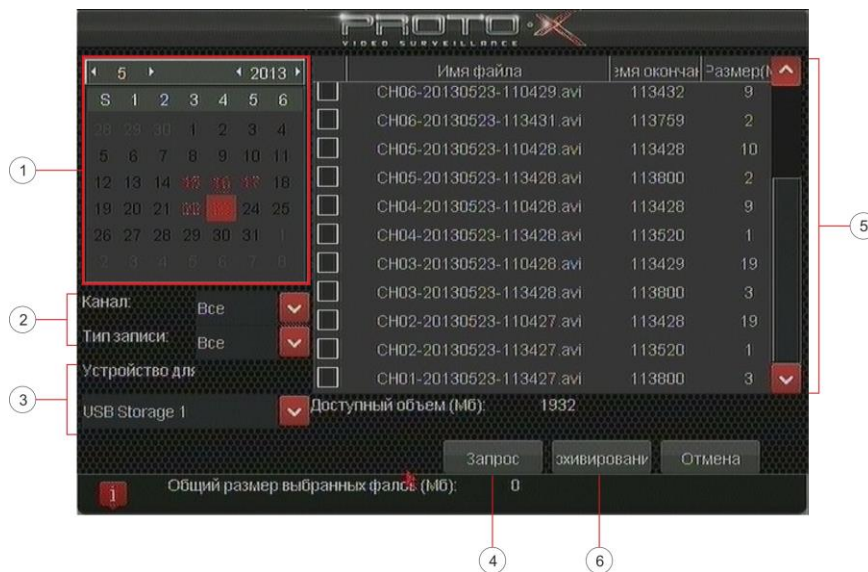 PROTO-X
VIDEO SURVEILLANCE
5 2013
S 1 2 3 4 5 6
28 29 30 1 2 3 4
5 6 7 8 9 10 11
12 13 14 15 16 17 18
19 20 21 24 25
26 27 28 29 30 31 1
2 3 4 5 6 7 8
Канал: Все
Тип записи: Все
Устройство для
USB Storage 1
Имя файла емя окончан Размер(М
CH06-20130523-110429.avi 113432 9
CH06-20130523-113431.avi 113759 2
CH05-20130523-110428.avi 113428 10
CH05-20130523-113428.avi 113800 2
CH04-20130523-110428.avi 113428 9
CH04-20130523-113428.avi 113520 1
CH03-20130523-110428.avi 113429 19
CH03-20130523-113428.avi 113800 3
CH02-20130523-110427.avi 113428 19
CH02-20130523-113427.avi 113520 1
CH01-20130523-113427.avi 113800 3
Доступный объем (Мб): 1932
Запрос рхивировани Отмена
i
Общий размер выбранных фалов (Мб): 0
1
2
3
4
6
5